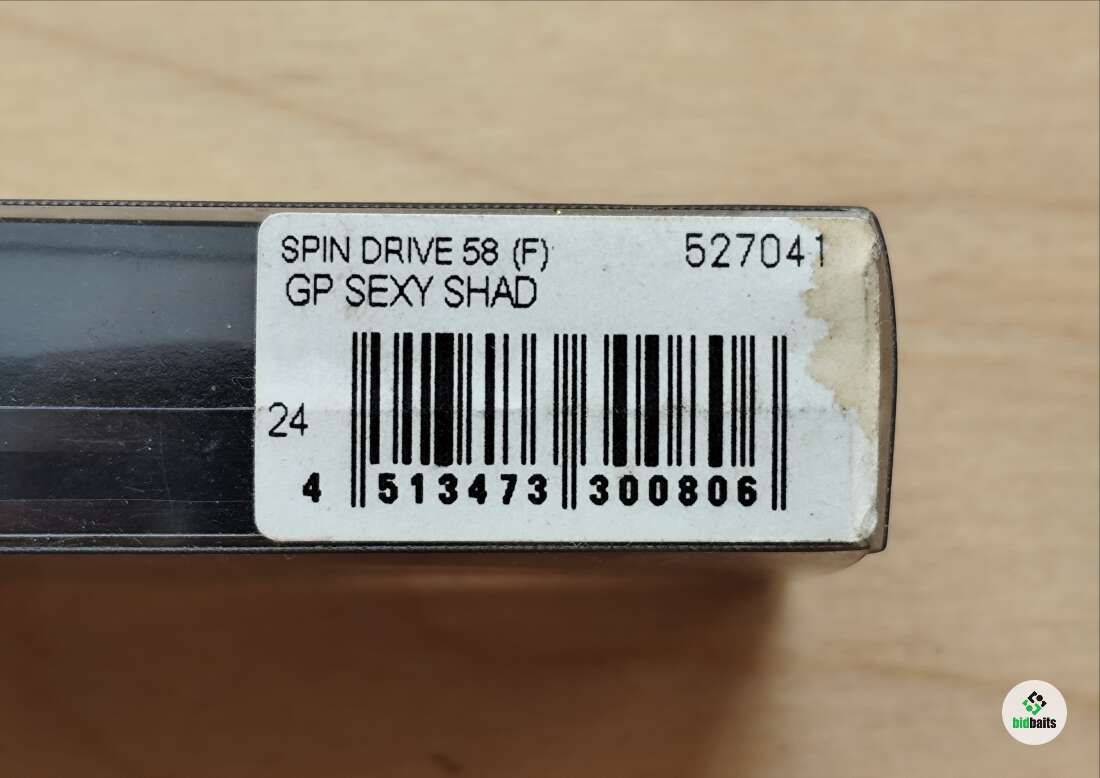 SPIN DRIVE 58 (F) 527041
GP SEXY SHAD
24
4 513473 300806
bidbaits